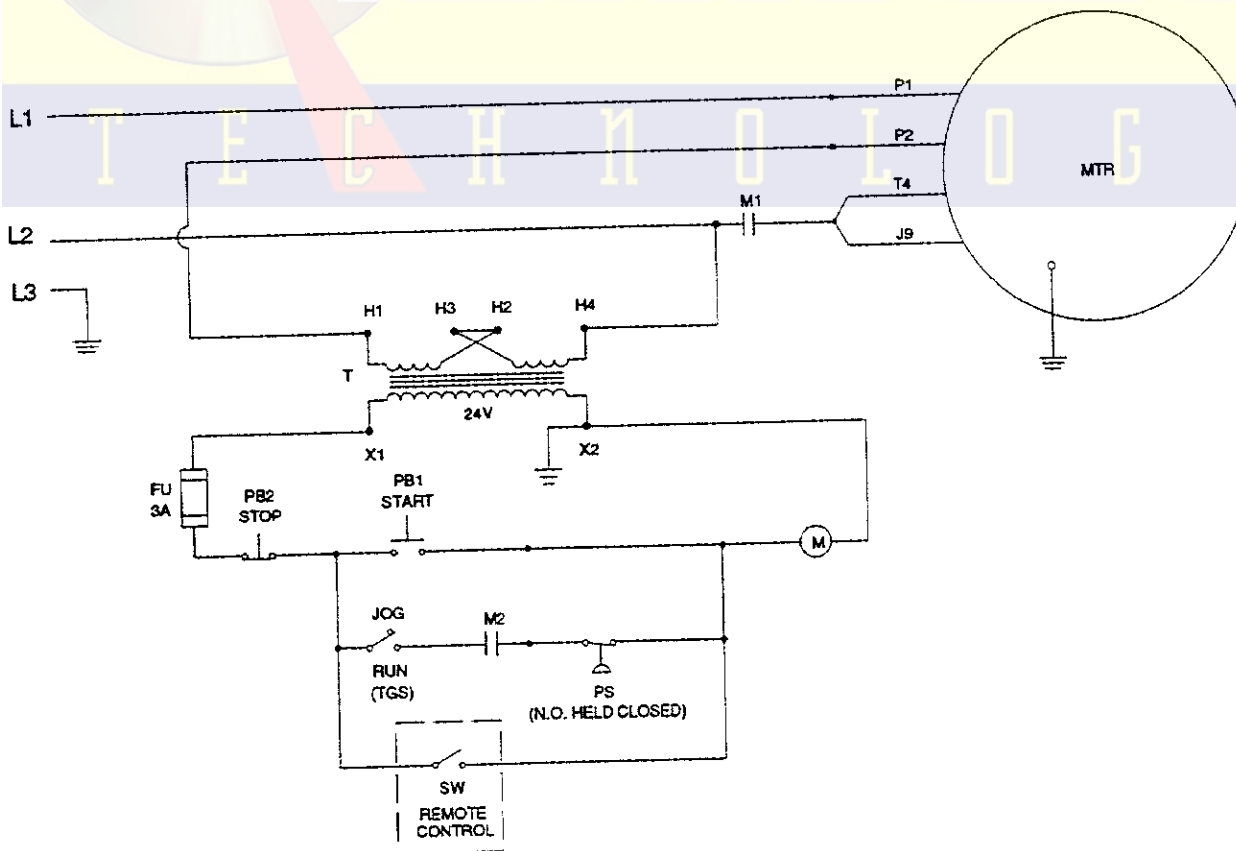 T E C H N O L O G
L1
P1
P2
MTR
T4
M1
L2
J9
L3
H1
H3
H2
H4
T
24V
X1
X2
FU
3A
PB2
STOP
PB1
START
M
JOG
M2
RUN
(TGS)
PS
(N.O. HELD CLOSED)
SW
REMOTE
CONTROL